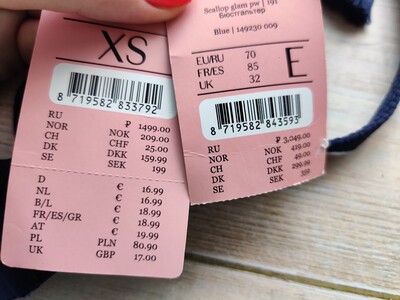 XS
8 719582 833792
RU ₽ 1499.00
NOR NOK 209.00
CH CHF 25.00
DK DKK 159.99
SE SEK 199
D € 16.99
NL € 16.99
B/L € 18.99
FR/ES/GR € 18.99
AT € 19.99
PL PLN 80.90
UK GBP 17.00
Scallop glam pw | 191
Бюстгальтер
Blue | 149230 009
EU/RU 70
FR/ES 85
UK 32
E
8 719582 843593
RU ₽ 3,049.00
NOR NOK 419.00
CH CHF 49.00
DK DKK 299.99
SE SEK 359